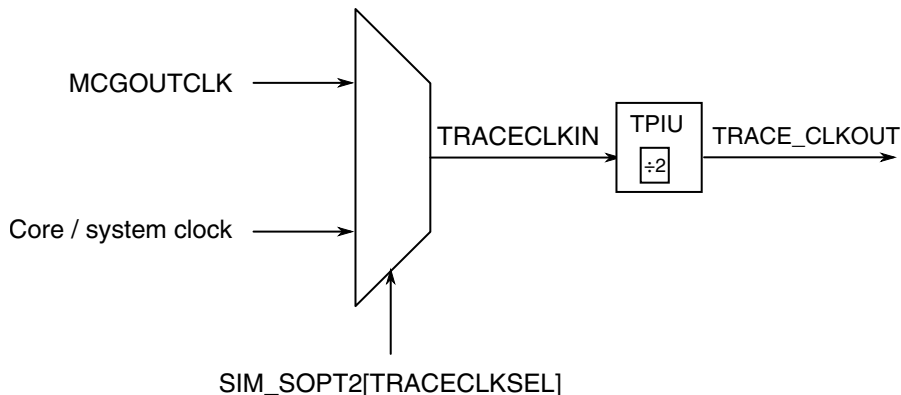 MCGOUTCLK
TRACECLKIN
TPIU
÷2
TRACE_CLKOUT
Core / system clock
SIM_SOPT2[TRACECLKSEL]